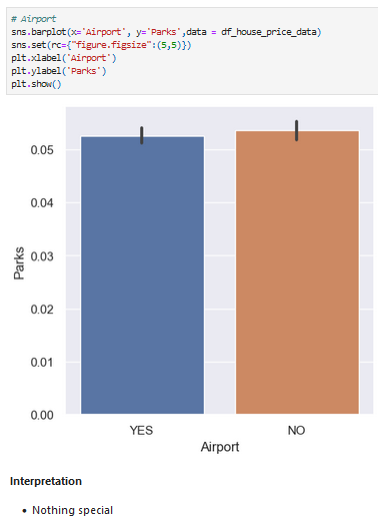 # Airport
sns.barplot(x='Airport', y='Parks',data = df_house_price_data)
sns.set(rc={"figure.figsize":(5,5)})
plt.xlabel('Airport')
plt.ylabel('Parks')
plt.show()
0.05
0.04
0.03
Parks
0.02
0.01
0.00
YES NO
Airport
Interpretation
• Nothing special